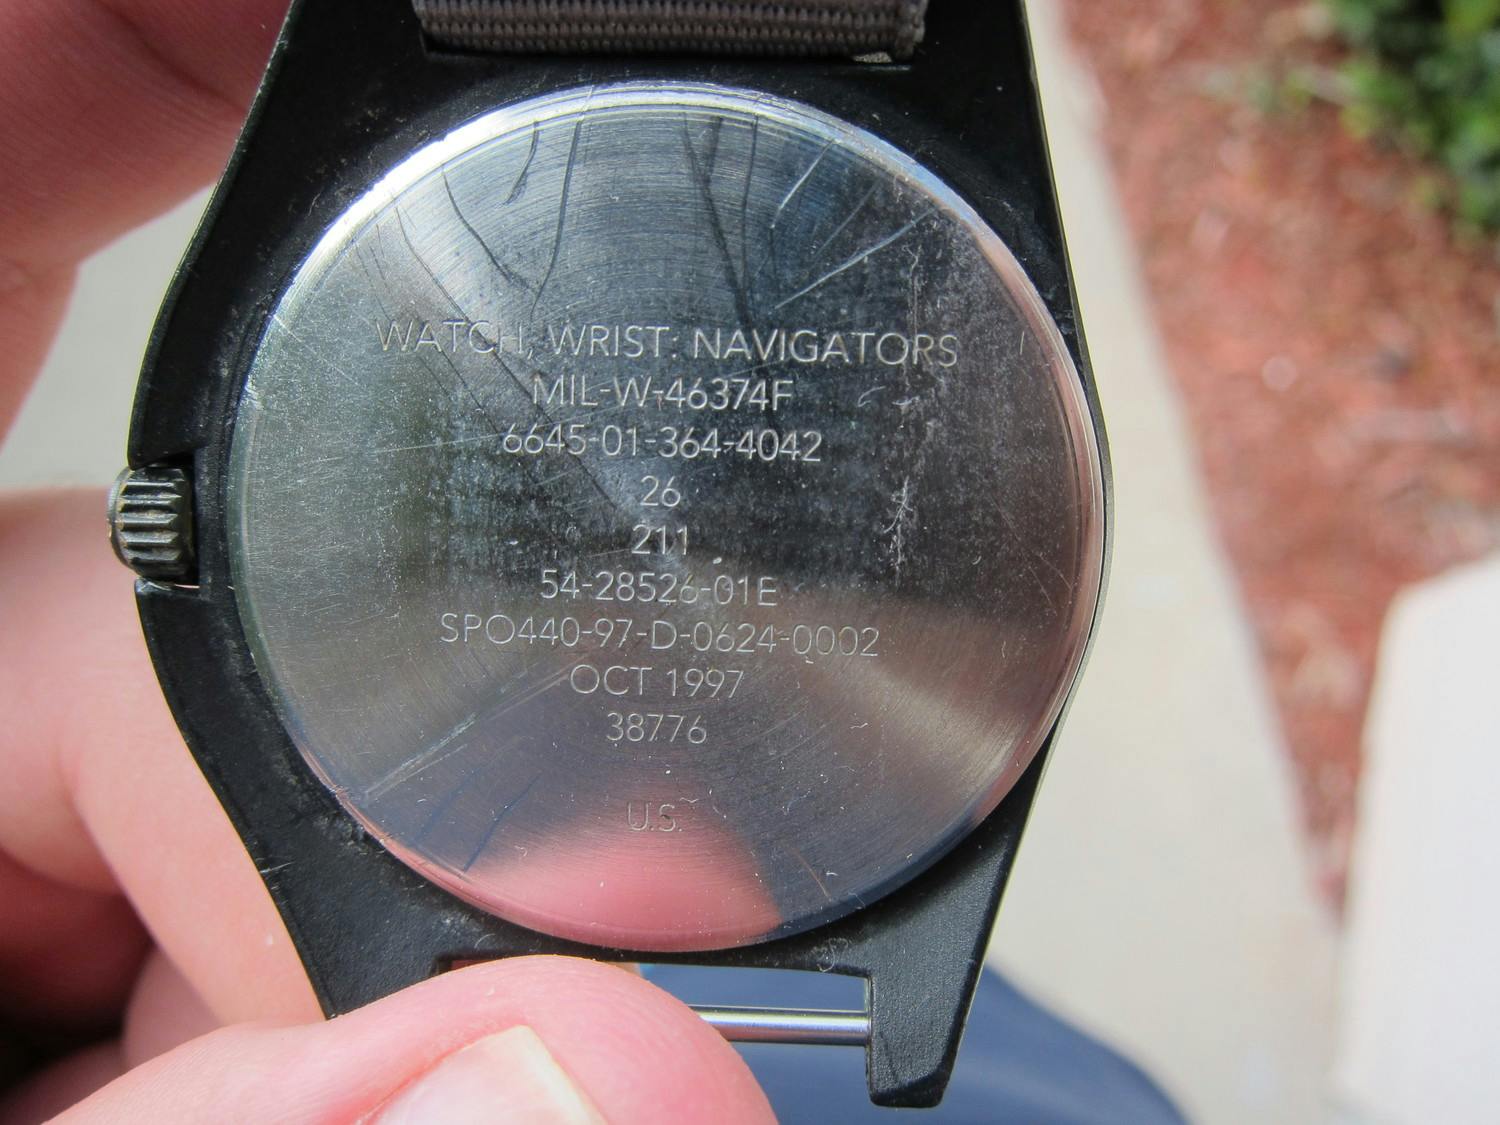 WATCH, WRIST: NAVIGATORS
MIL-W-46374F
6645-01-364-4042
26
211
54-28526-01E
SPO440-97-D-0624-0002
OCT 1997
38776
U.S.